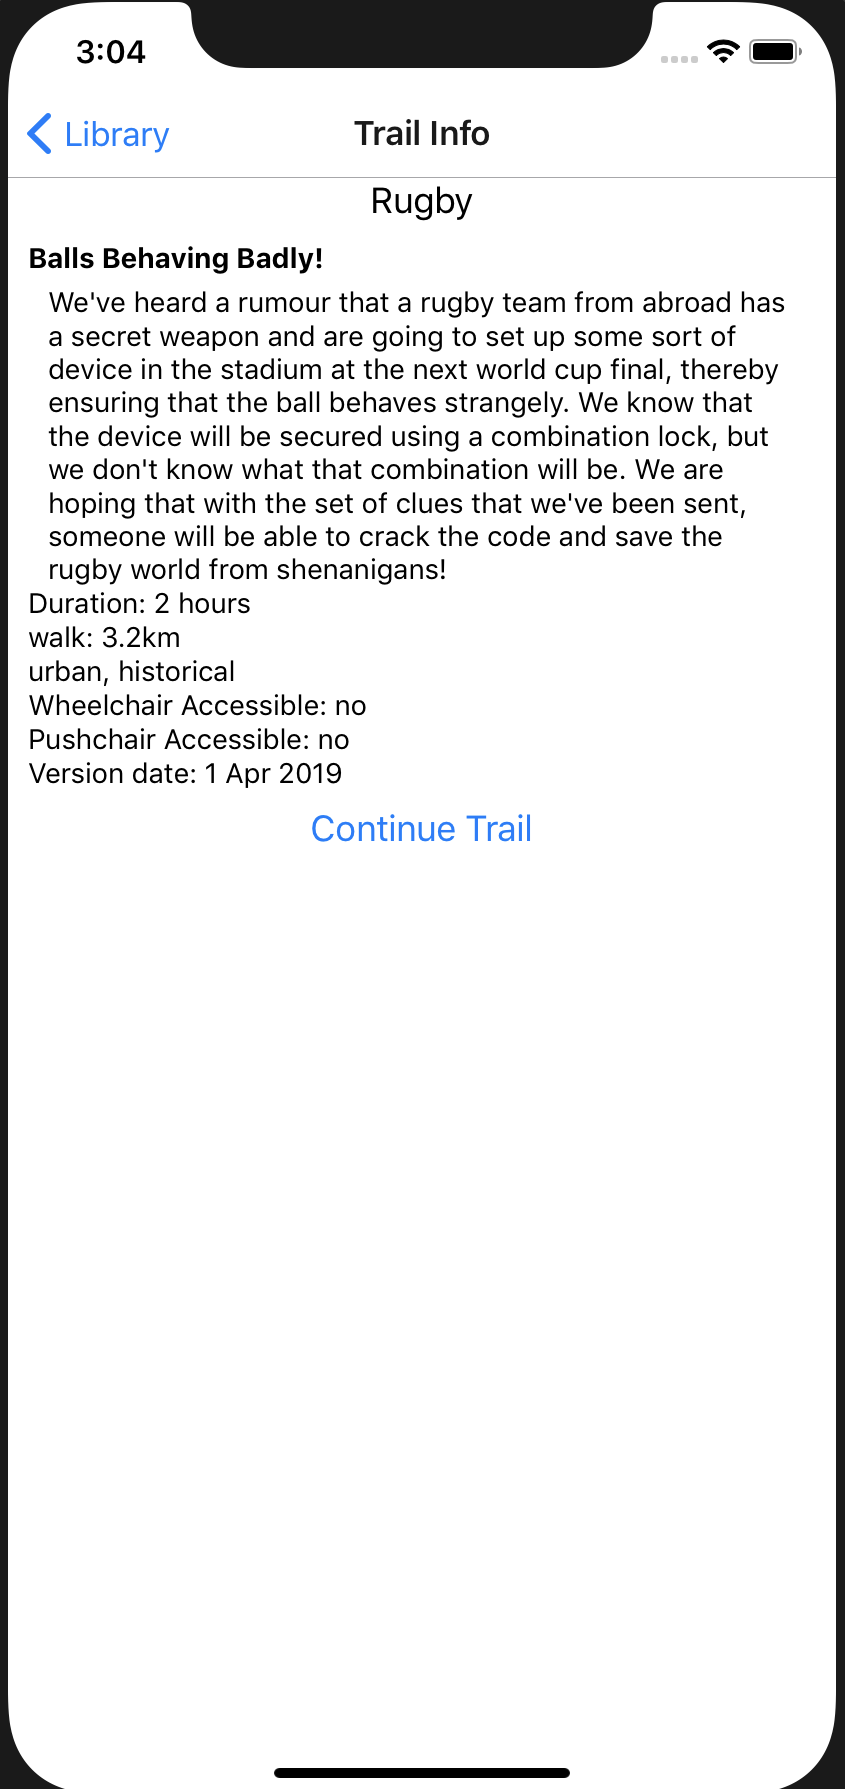 3:04
Library
Trail Info
Rugby
Balls Behaving Badly!
We've heard a rumour that a rugby team from abroad has
a secret weapon and are going to set up some sort of
device in the stadium at the next world cup final, thereby
ensuring that the ball behaves strangely. We know that
the device will be secured using a combination lock, but
we don't know what that combination will be. We are
hoping that with the set of clues that we've been sent,
someone will be able to crack the code and save the
rugby world from shenanigans!
Duration: 2 hours
walk: 3.2km
urban, historical
Wheelchair Accessible: no
Pushchair Accessible: no
Version date: 1 Apr 2019
Continue Trail